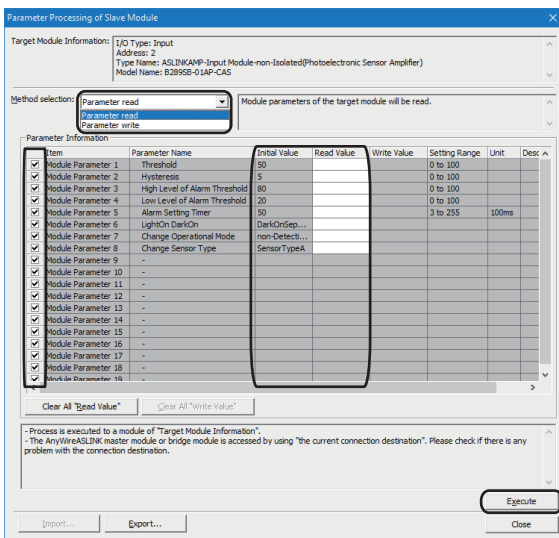 Parameter Processing of Slave Module
Target Module Information:
I/O Type: Input
Address: 2
Type Name: ASLINKAMP-Input Module-non-Isolated(Photoelectronic Sensor Amplifier)
Model Name: B289SB-01AP-CAS
Method selection:
Parameter read
Parameter read
Parameter write
Module parameters of the target module will be read.
Parameter Information
Item Parameter Name Initial Value Read Value Write Value Setting Range Unit Desc
Module Parameter 1 Threshold 50 0 to 100
Module Parameter 2 Hysteresis 5 0 to 100
Module Parameter 3 High Level of Alarm Threshold 80 0 to 100
Module Parameter 4 Low Level of Alarm Threshold 20 0 to 100
Module Parameter 5 Alarm Setting Timer 50 3 to 255 100ms
Module Parameter 6 LightOn DarkOn DarkOnSep...
Module Parameter 7 Change Operational Mode non-Detecti...
Module Parameter 8 Change Sensor Type SensorTypeA
Module Parameter 9 -
Module Parameter 10 -
Module Parameter 11 -
Module Parameter 12 -
Module Parameter 13 -
Module Parameter 14 -
Module Parameter 15 -
Module Parameter 16 -
Module Parameter 17 -
Module Parameter 18 -
Module Parameter 19 -
Clear All "Read Value" Clear All "Write Value"
- Process is executed to a module of "Target Module Information".
- The AnyWireASLINK master module or bridge module is accessed by using "the current connection destination". Please check if there is any
problem with the connection destination.
Execute
Import... Export... Close